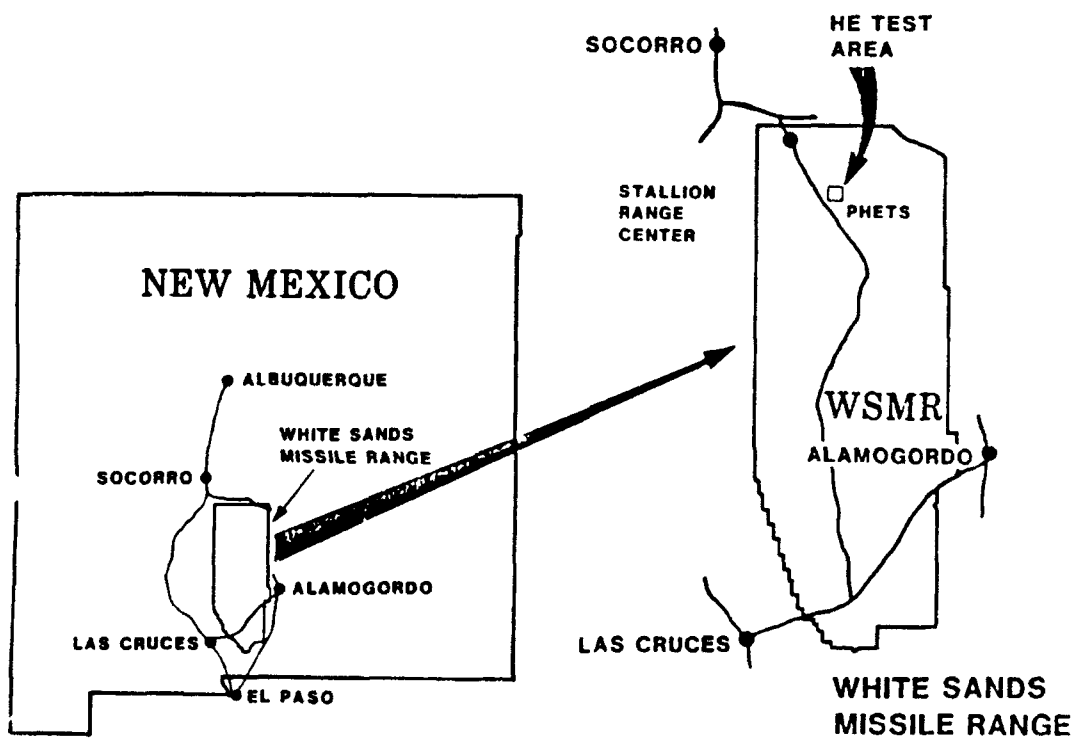 NEW MEXICO
ALBUQUERQUE
WHITE SANDS
MISSILE RANGE
SOCORRO
ALAMOGORDO
LAS CRUCES
EL PASO
SOCORRO
HE TEST
AREA
STALLION
RANGE
CENTER
PHETS
WSMR
ALAMOGORDO
LAS CRUCES
WHITE SANDS
MISSILE RANGE